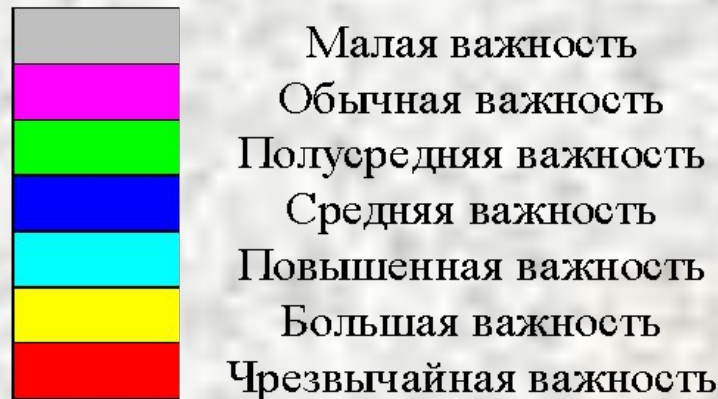 Малая важность
Обычная важность
Полусредняя важность
Средняя важность
Повышенная важность
Большая важность
Чрезвычайная важность